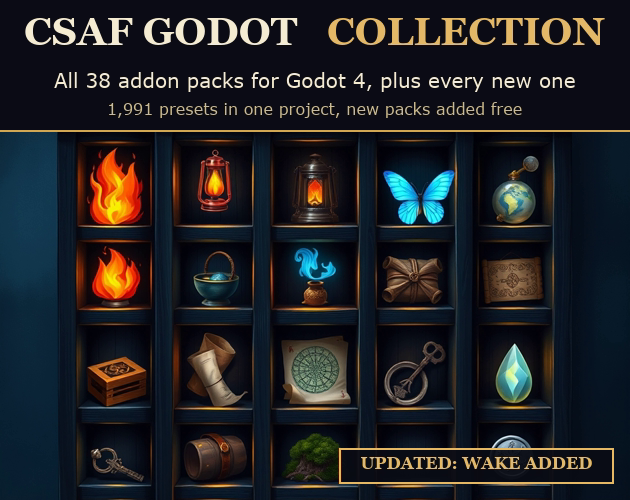 CSAF GODOT COLLECTION
All 38 addon packs for Godot 4, plus every new one
1,991 presets in one project, new packs added free
UPDATED: WAKE ADDED